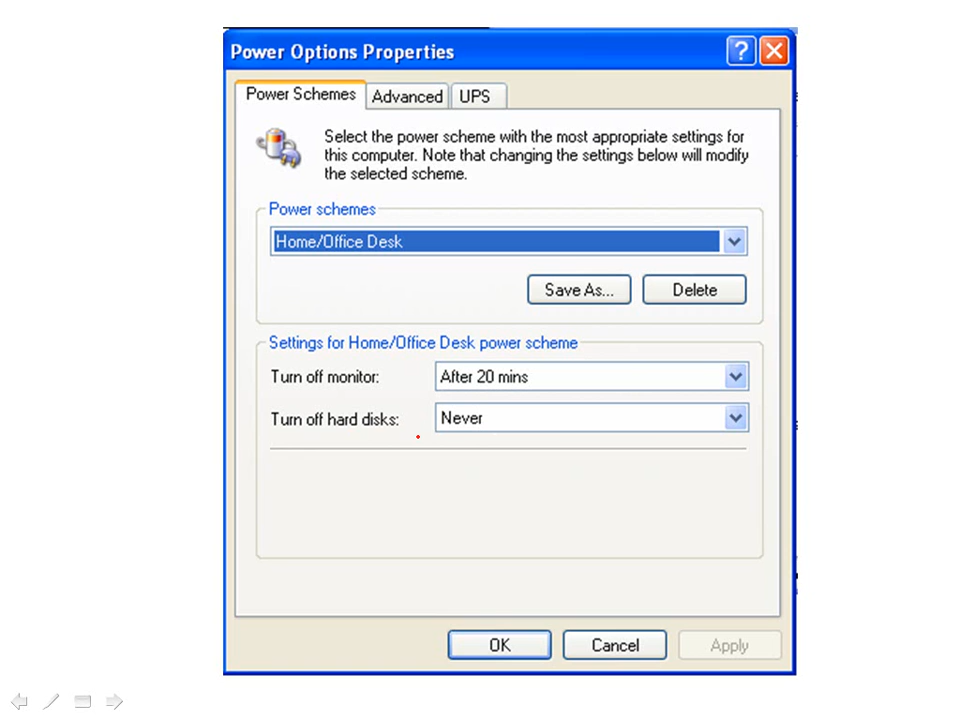 Power Options Properties
Power Schemes
Advanced
UPS
Select the power scheme with the most appropriate settings for
this computer. Note that changing the settings below will modify
the selected scheme.
Power schemes
Home/Office Desk
Save As...
Delete
Settings for Home/Office Desk power scheme
Turn off monitor:
After 20 mins
Turn off hard disks:
Never
OK
Cancel
Apply